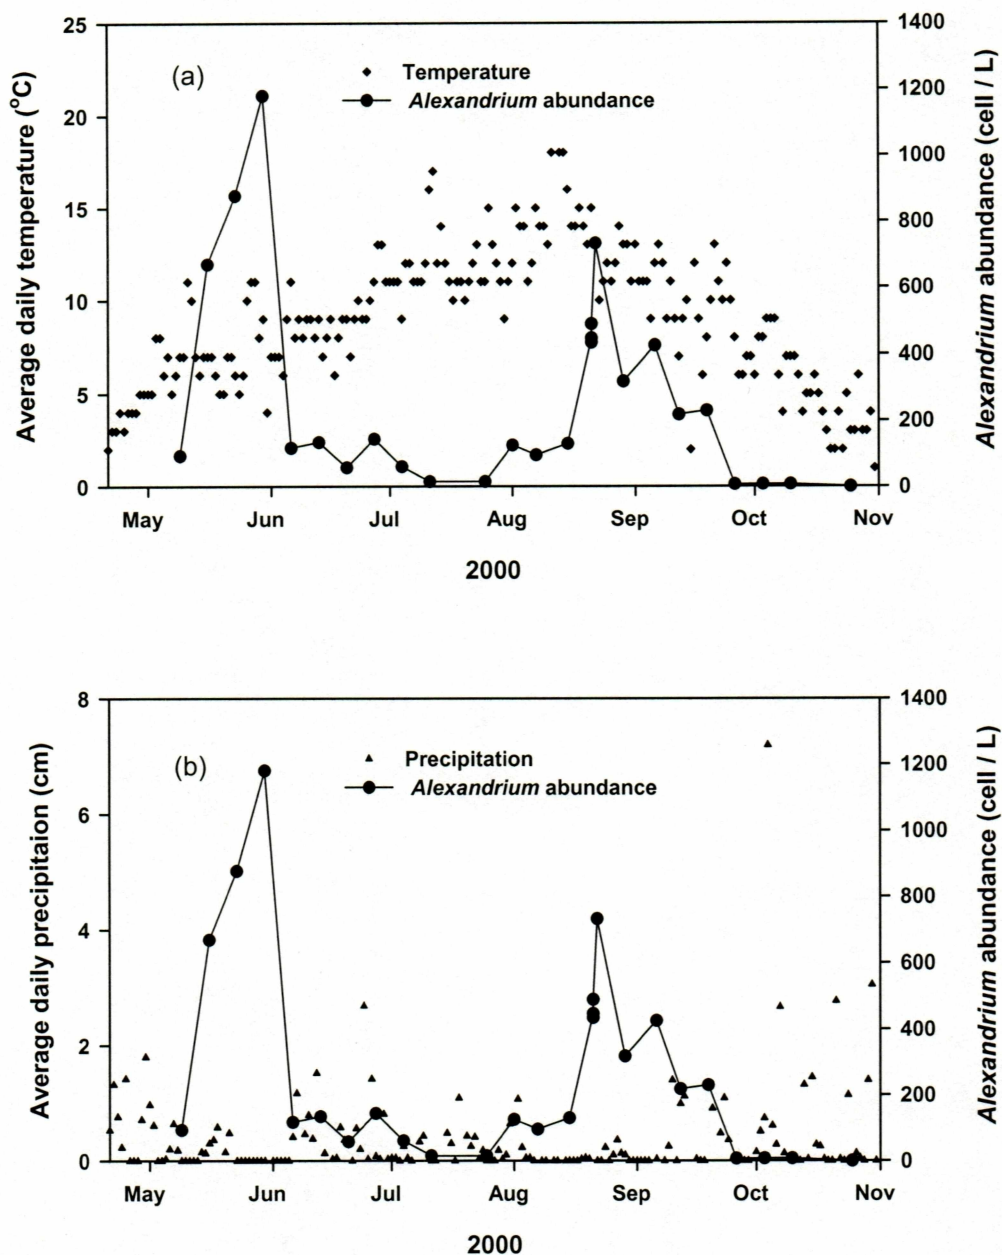 (a)
Temperature
Alexandrium abundance
Average daily temperature (°C)
25
20
15
10
5
0
Alexandrium abundance (cell / L)
1400
1200
1000
800
600
400
200
0
May Jun Jul Aug Sep Oct Nov
2000
(b)
Precipitation
Alexandrium abundance
Average daily precipitaion (cm)
8
6
4
2
0
Alexandrium abundance (cell / L)
1400
1200
1000
800
600
400
200
0
May Jun Jul Aug Sep Oct Nov
2000